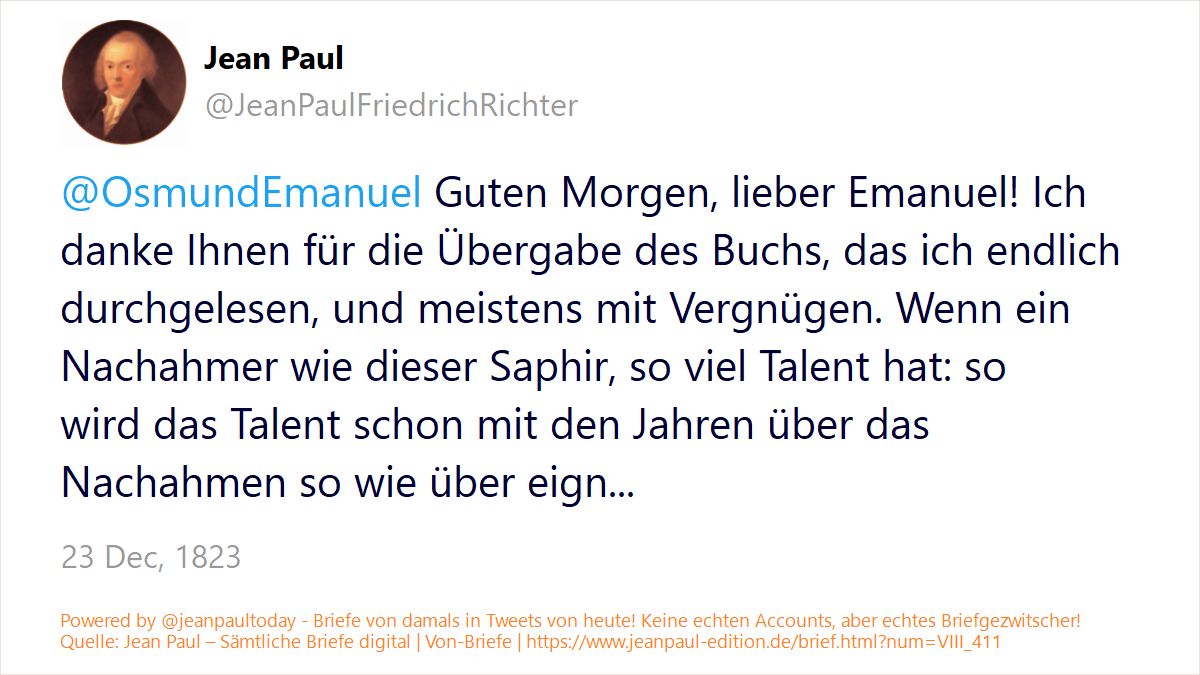 Jean Paul
@JeanPaulFriedrichRichter
@OsmundEmanuel Guten Morgen, lieber Emanuel! Ich
danke Ihnen für die Übergabe des Buchs, das ich endlich
durchgelesen, und meistens mit Vergnügen. Wenn ein
Nachahmer wie dieser Saphir, so viel Talent hat: so
wird das Talent schon mit den Jahren über das
Nachahmen so wie über eign...
23 Dec, 1823
Powered by @jeanpaultoday - Briefe von damals in Tweets von heute! Keine echten Accounts, aber echtes Briefgezwitscher!
Quelle: Jean Paul – Sämtliche Briefe digital | Von-Briefe | https://www.jeanpaul-edition.de/brief.html?num=VIII_411